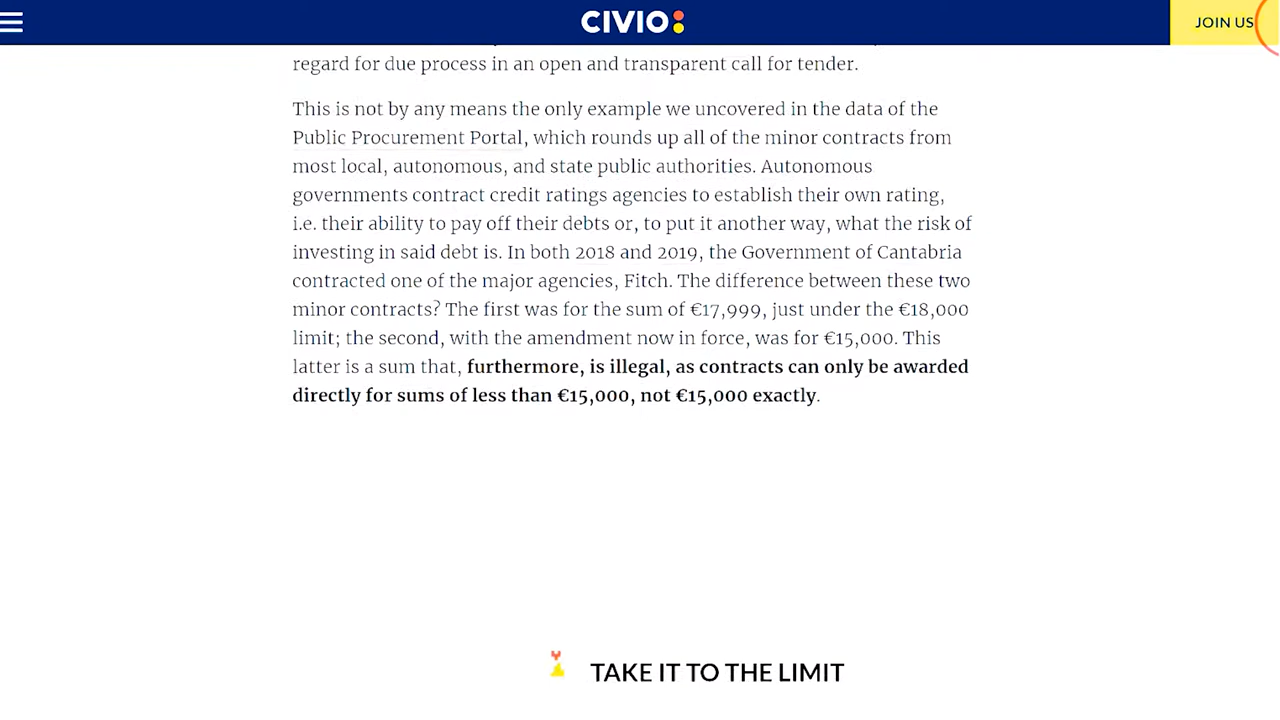 CIVIO
JOIN US
regard for due process in an open and transparent call for tender.
This is not by any means the only example we uncovered in the data of the
Public Procurement Portal, which rounds up all of the minor contracts from
most local, autonomous, and state public authorities. Autonomous
governments contract credit ratings agencies to establish their own rating,
i.e. their ability to pay off their debts or, to put it another way, what the risk of
investing in said debt is. In both 2018 and 2019, the Government of Cantabria
contracted one of the major agencies, Fitch. The difference between these two
minor contracts? The first was for the sum of €17,999, just under the €18,000
limit; the second, with the amendment now in force, was for €15,000. This
latter is a sum that, furthermore, is illegal, as contracts can only be awarded
directly for sums of less than €15,000, not €15,000 exactly.
TAKE IT TO THE LIMIT